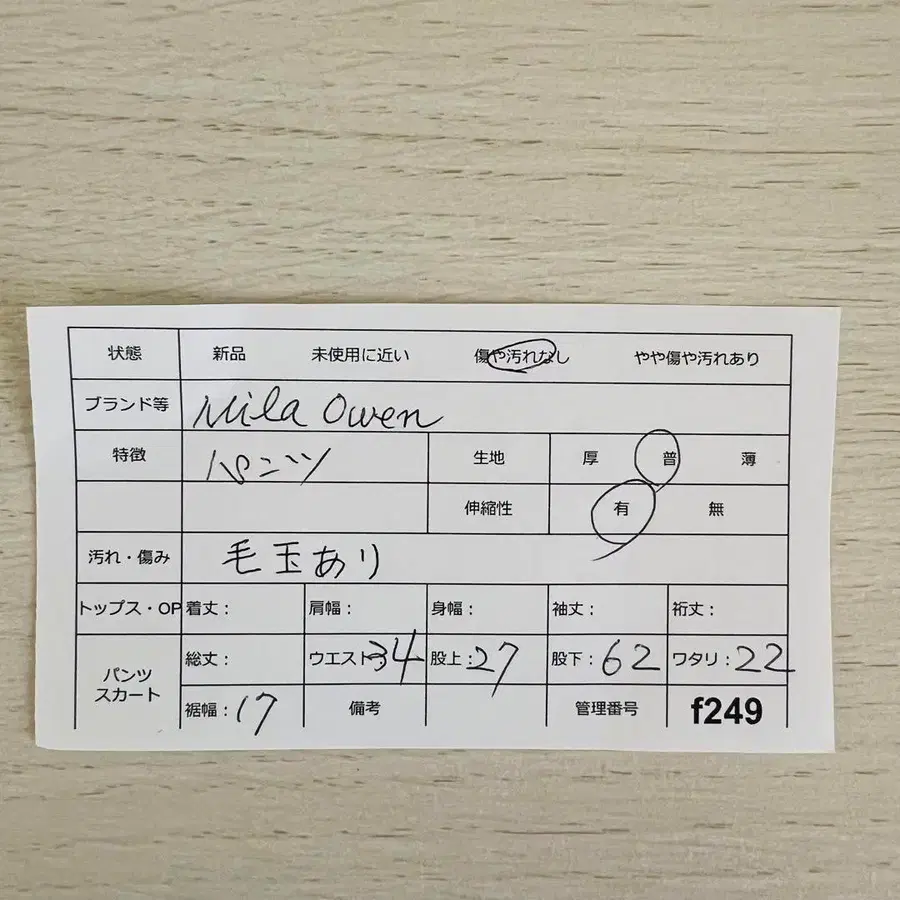 状態 新品 未使用に近い 傷や汚れなし やや傷や汚れあり
ブランド等 Mila Owen
特徴 パンツ 生地 厚 普 薄
伸縮性 有 無
汚れ・傷み 毛玉あり
トップス・OP 着丈： 肩幅： 身幅： 袖丈： 裄丈：
パンツ スカート
総丈： ウエスト：34 股上：27 股下：62 ワタリ：22
裾幅：17 備考 管理番号 f249